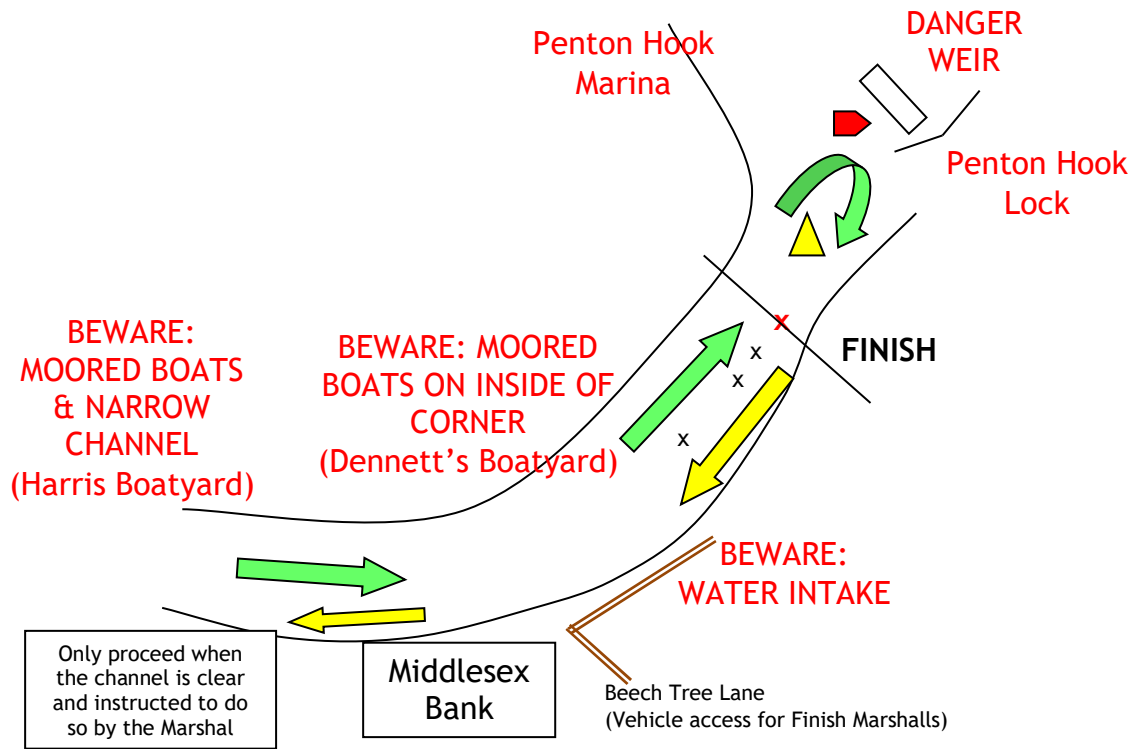 Penton Hook
Marina
DANGER
WEIR
Penton Hook
Lock
BEWARE:
MOORED BOATS
& NARROW
CHANNEL
(Harris Boatyard)
BEWARE: MOORED
BOATS ON INSIDE OF
CORNER
(Dennett’s Boatyard)
x
x
x
x
FINISH
BEWARE:
WATER INTAKE
Only proceed when
the channel is clear
and instructed to do
so by the Marshal
Middlesex
Bank
Beech Tree Lane
(Vehicle access for Finish Marshalls)